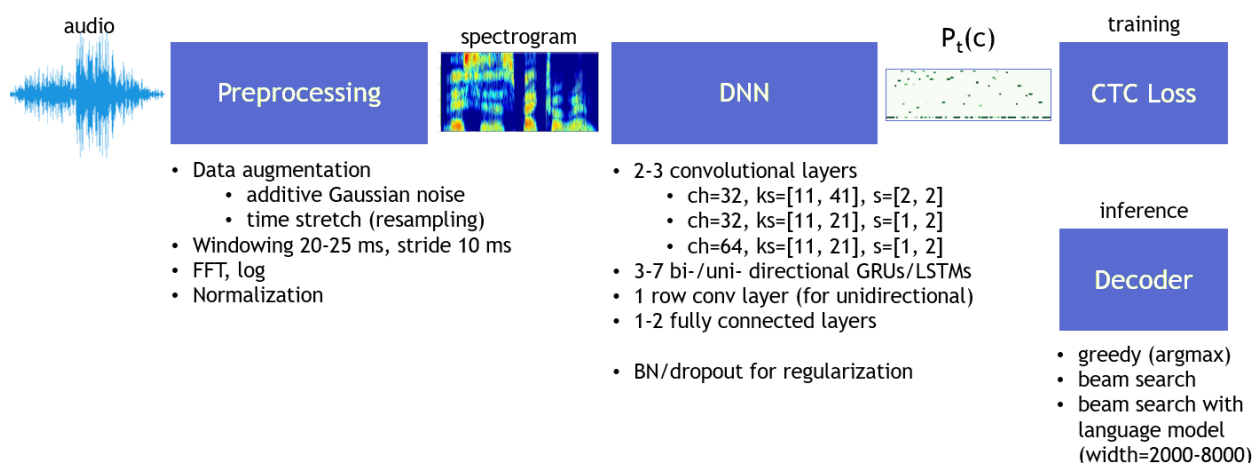 audio
Preprocessing
• Data augmentation
• additive Gaussian noise
• time stretch (resampling)
• Windowing 20-25 ms, stride 10 ms
• FFT, log
• Normalization
spectrogram
DNN
• 2-3 convolutional layers
• ch=32, ks=[11, 41], s=[2, 2]
• ch=32, ks=[11, 21], s=[1, 2]
• ch=64, ks=[11, 21], s=[1, 2]
• 3-7 bi-/uni- directional GRUs/LSTMs
• 1 row conv layer (for unidirectional)
• 1-2 fully connected layers
• BN/dropout for regularization
Pₜ(c)
training
CTC Loss
inference
Decoder
• greedy (argmax)
• beam search
• beam search with
language model
(width=2000-8000)